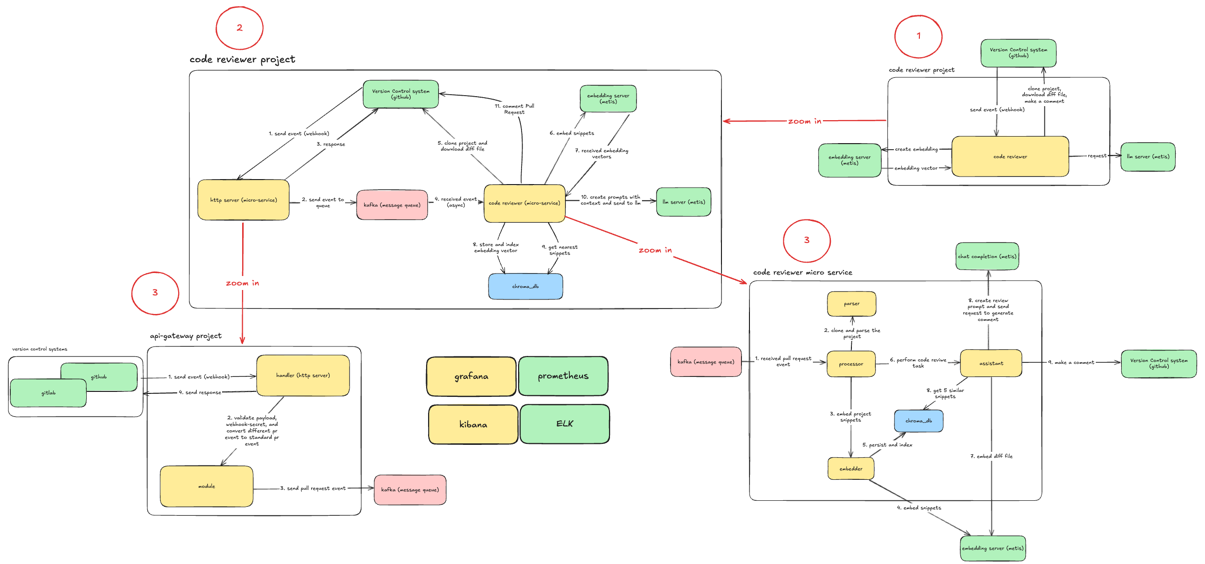 2
code reviewer project
Version Control system
(github)
embedding server
(metis)
11. comment Pull
Request
1. send event (webhook)
3. response
5. clone project and
download diff file
6. embed snippets
7. received embedding
vectors
http server (micro-service)
2. send event to
queue
kafka (message queue)
4. received event
(async)
code reviewer (micro-service)
10. create prompts with
context and send to llm
llm server (metis)
8. store and index
embedding vector
9. get nearest
snippets
chroma_db
zoom in
zoom in
zoom in
1
code reviewer project
Version Control system
(github)
clone project,
download diff file,
make a comment
send event (webhook)
embedding server
(metis)
create embedding
embedding vector
code reviewer
request
llm server (metis)
3
api-gateway project
version control systems
github
gitlab
1. send event (webhook)
4. send response
handler (http server)
2. validate payload,
webhook-secret, and
convert different pr
event to standard pr
event
module
3. send pull request event
kafka (message queue)
grafana
prometheus
kibana
ELK
3
code reviewer micro service
chat completion (metis)
parser
2. clone and parse the
project
8. create review
prompt and send
request to generate
comment
kafka (message queue)
1. received pull request
event
processor
6. perform code reviwe
task
assistant
9. make a comment
Version Control system
(github)
8. get 5 similar
snippets
3. embed project
snippets
chroma_db
5. persist and index
7. embed diff file
embedder
4. embed snippets
embedding server (metis)